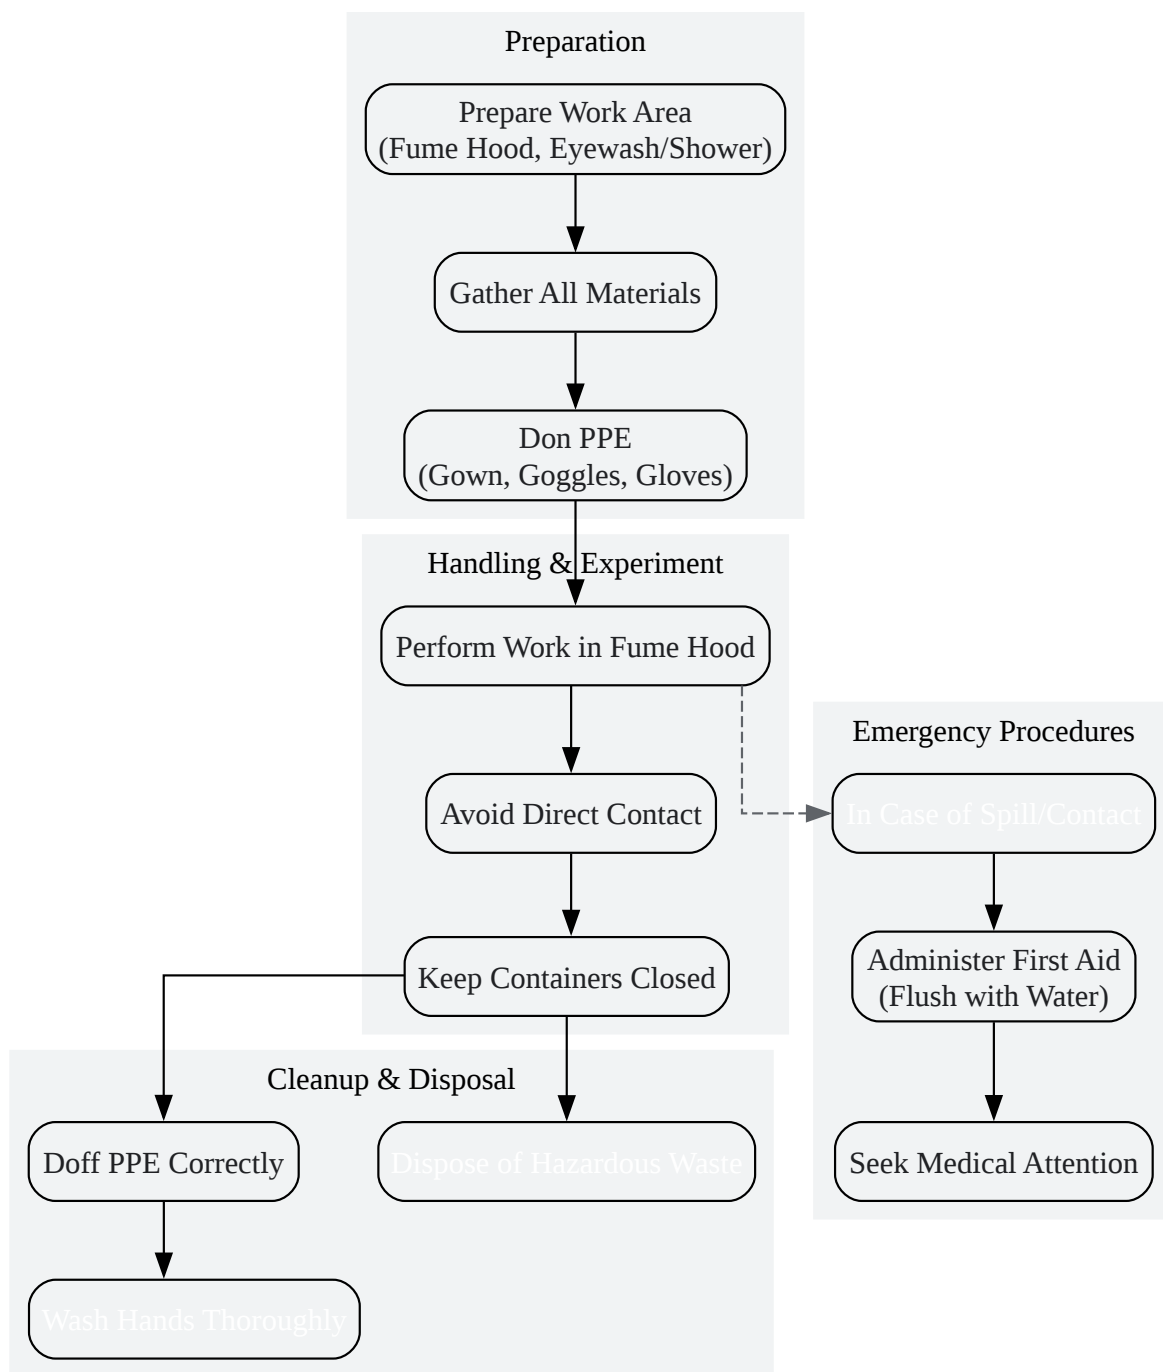 Preparation
Prepare Work Area
(Fume Hood, Eyewash/Shower)
Gather All Materials
Don PPE
(Gown, Goggles, Gloves)
Handling & Experiment
Perform Work in Fume Hood
Avoid Direct Contact
Keep Containers Closed
Emergency Procedures
In Case of Spill/Contact
Administer First Aid
(Flush with Water)
Seek Medical Attention
Cleanup & Disposal
Doff PPE Correctly
Dispose of Hazardous Waste
Wash Hands Thoroughly